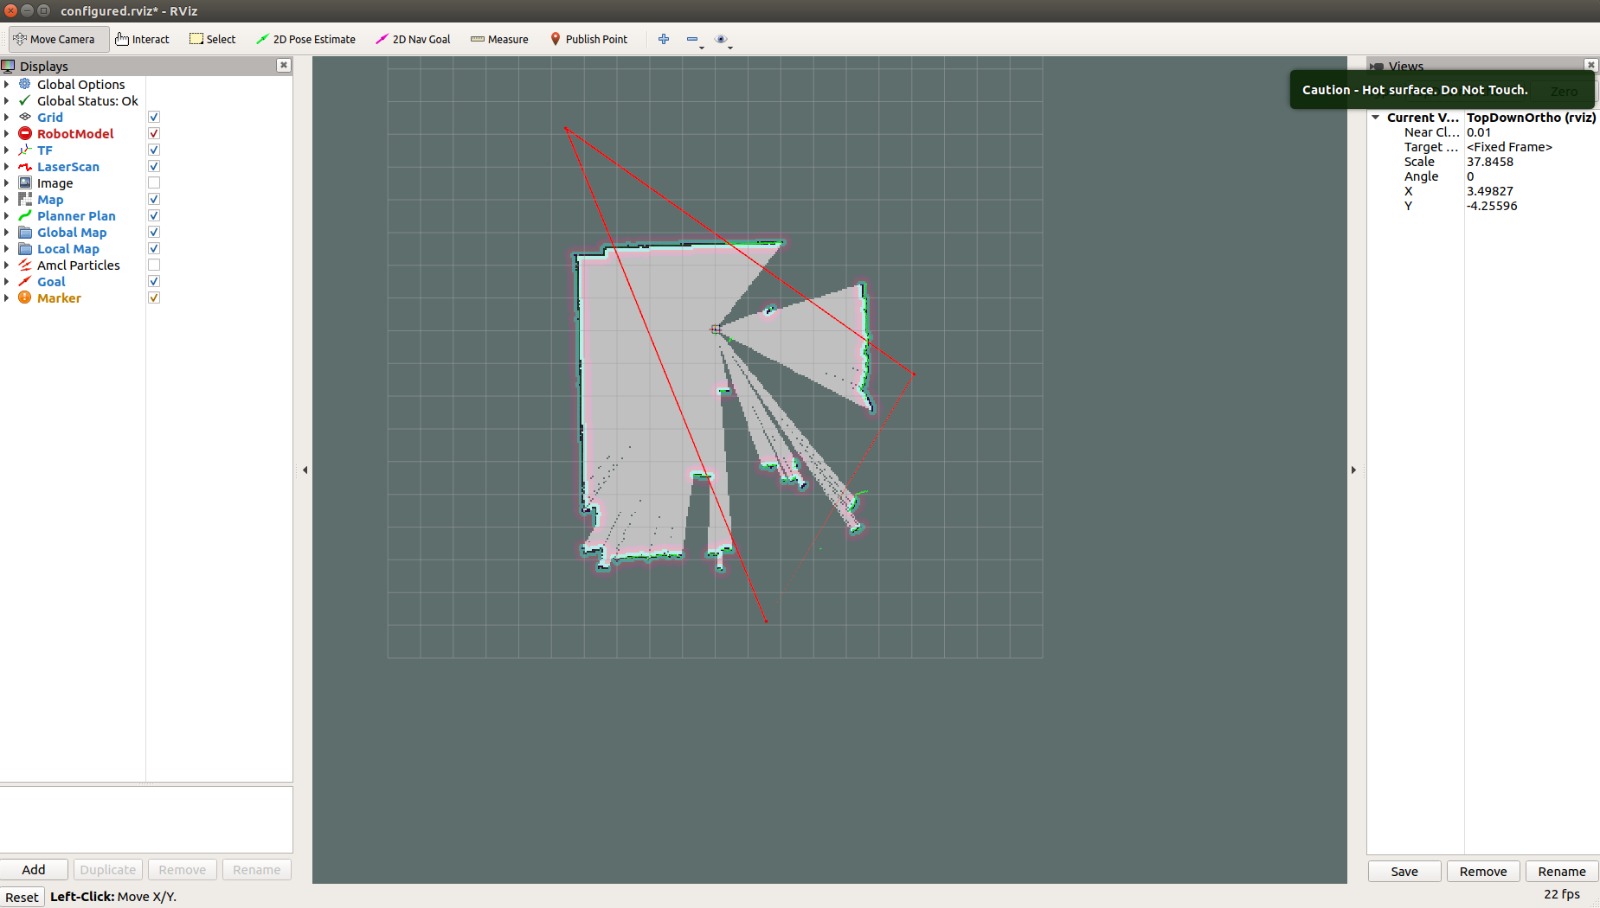 configured.rviz* - RViz
Move Camera Interact Select 2D Pose Estimate 2D Nav Goal Measure Publish Point
Displays
Global Options
Global Status: Ok
Grid
RobotModel
TF
LaserScan
Image
Map
Planner Plan
Global Map
Local Map
Amcl Particles
Goal
Marker
Add Duplicate Remove Rename
Reset Left-Click: Move X/Y.
Views
Caution - Hot surface. Do Not Touch.
Zero
Current V... TopDownOrtho (rviz)
Near Cl... 0.01
Target ... <Fixed Frame>
Scale 37.8458
Angle 0
X 3.49827
Y -4.25596
Save Remove Rename
22 fps